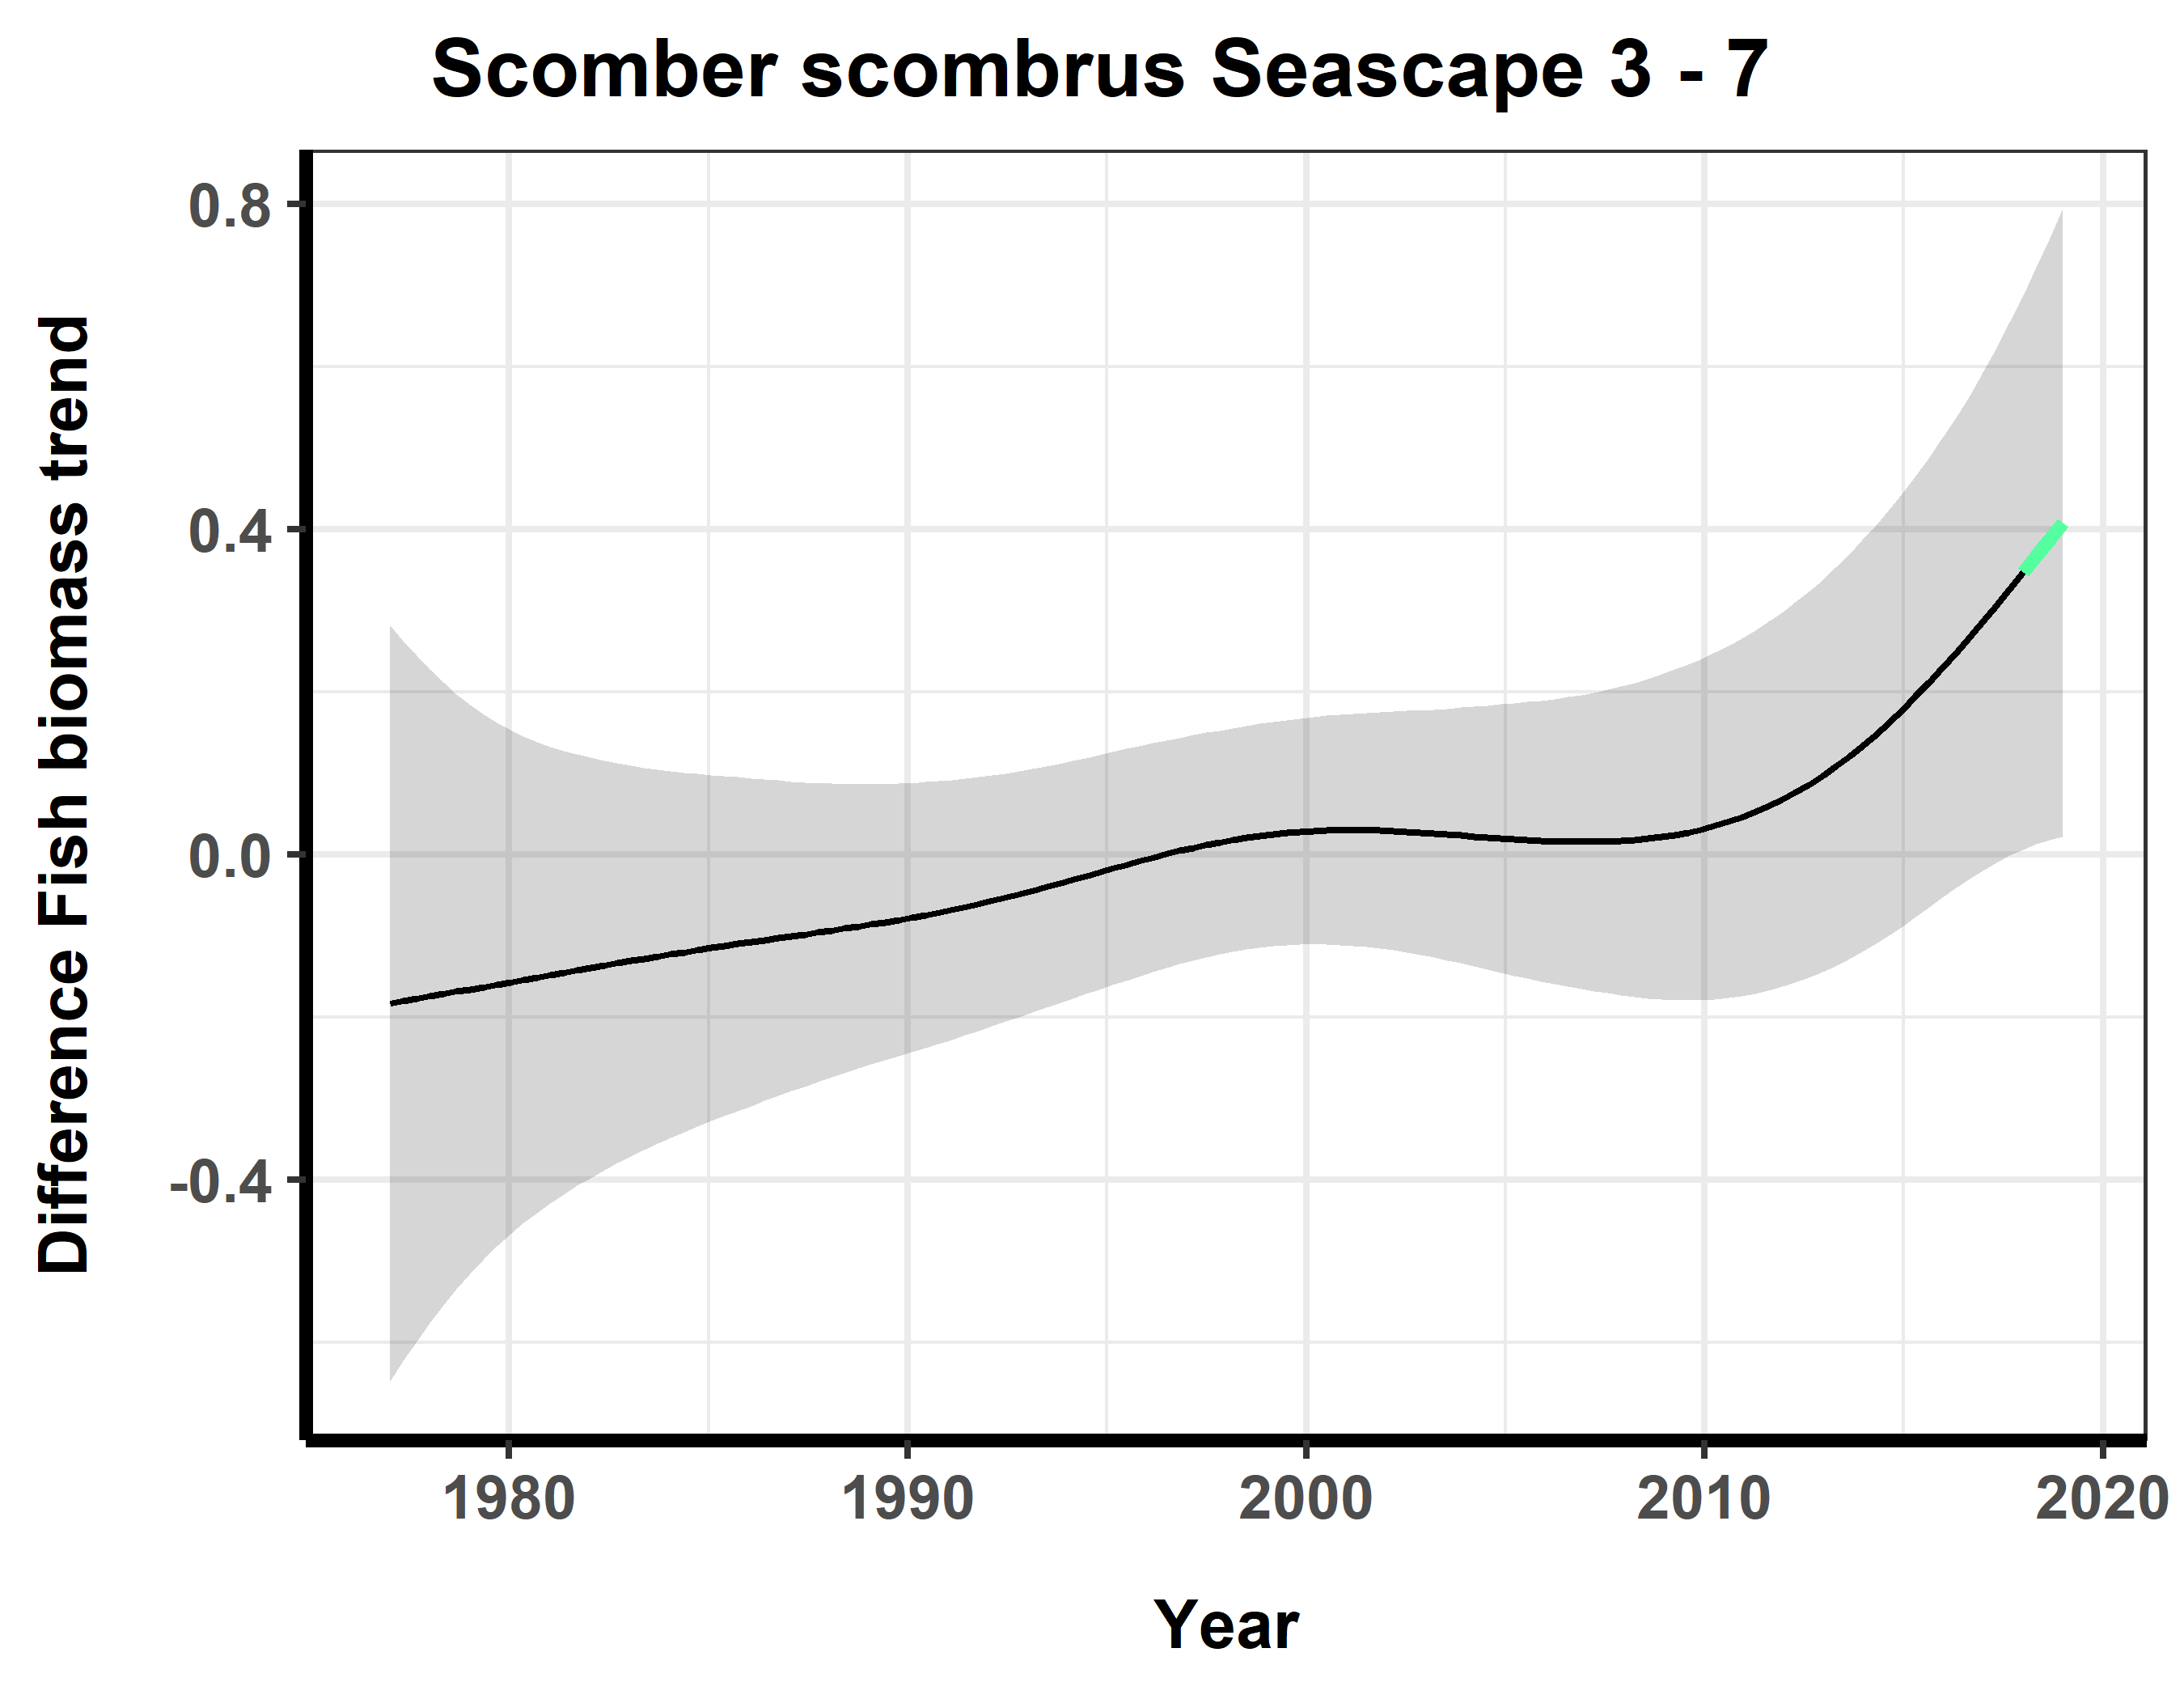 Scomber scombrus Seascape 3 - 7
Difference Fish biomass trend
0.8
0.4
0.0
-0.4
1980 1990 2000 2010 2020
Year